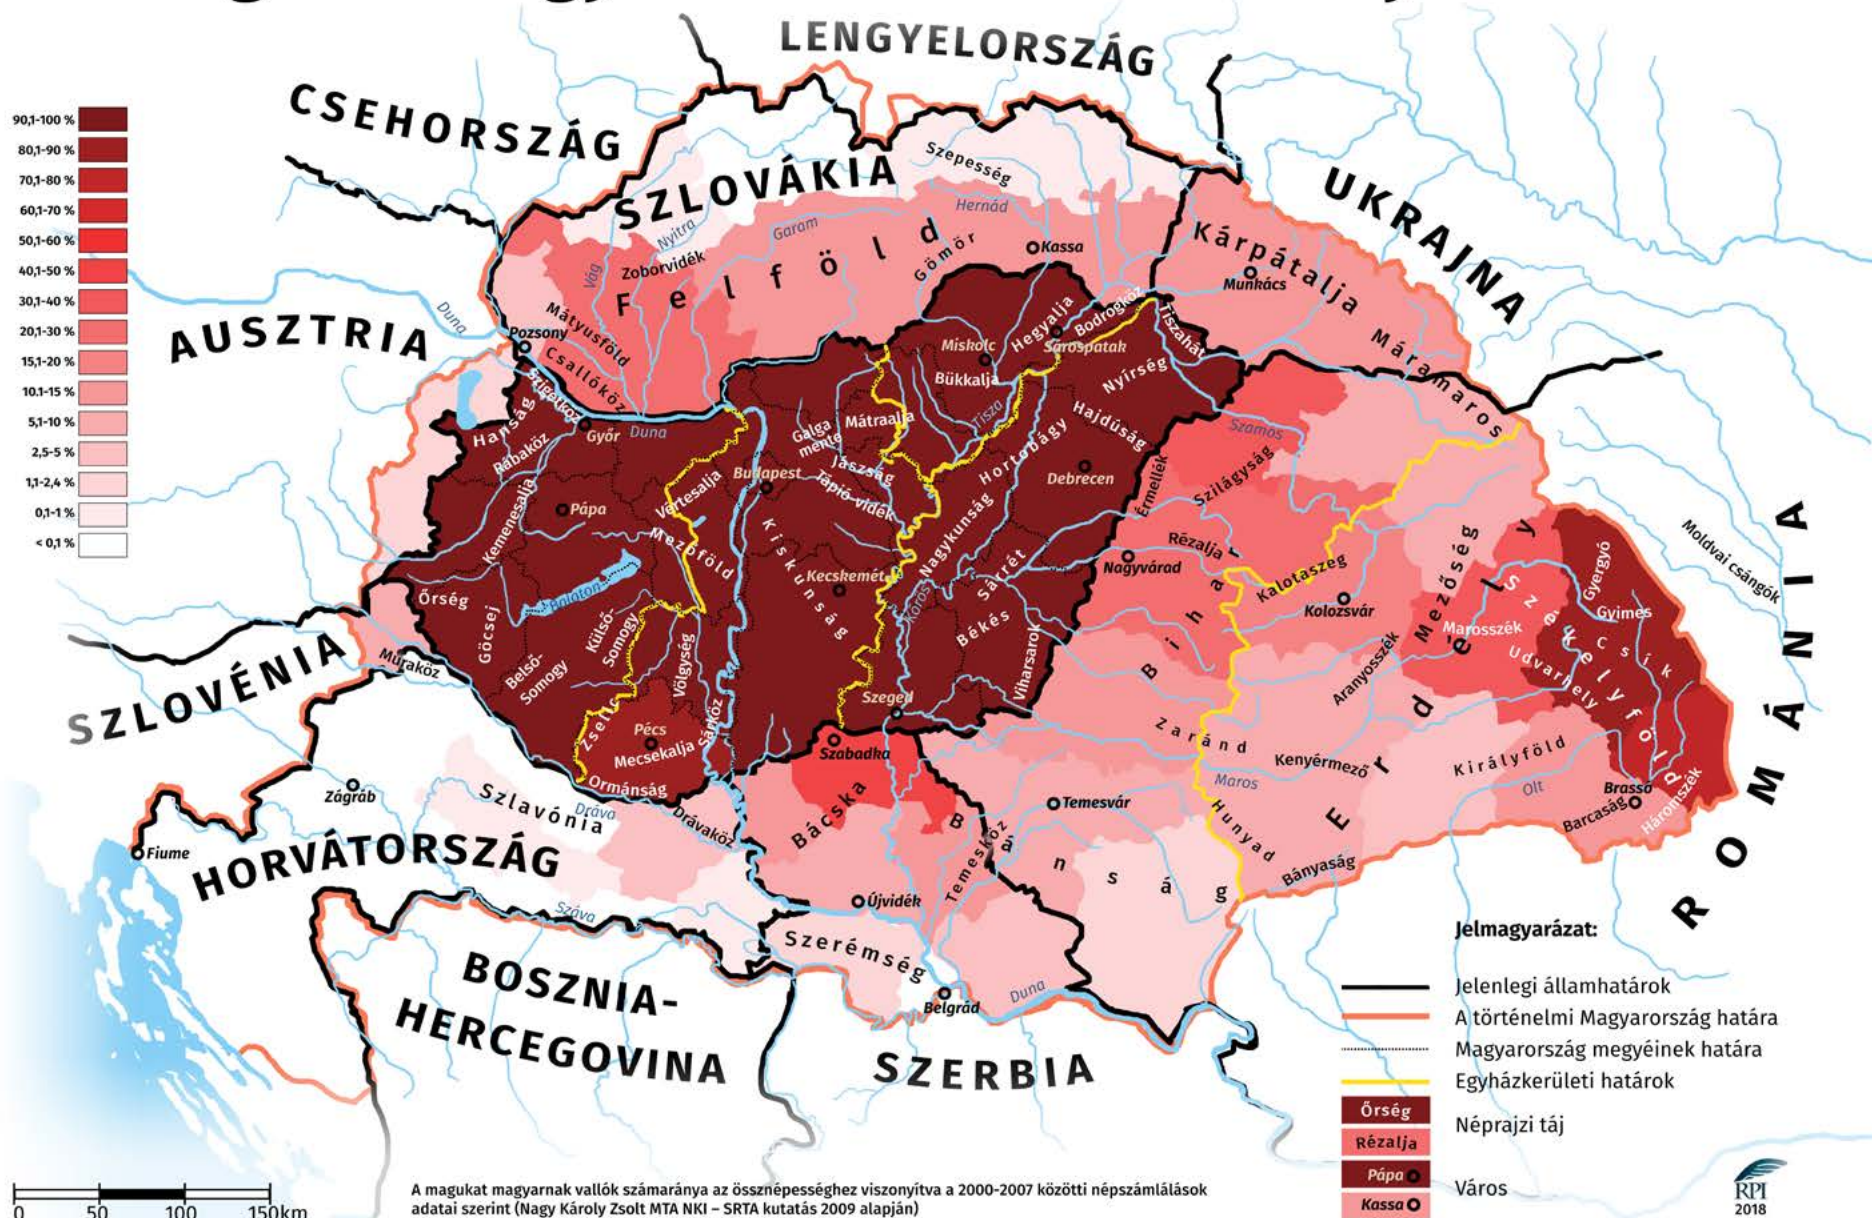 LENGYELORSZÁG
CSEHORSZÁG
SZLOVÁKIA
UKRAJNA
AUSZTRIA
SZLOVÉNIA
HORVÁTORSZÁG
BOSZNIA-
HERCEGOVINA
SZERBIA
ROMÁNIA
90,1-100 %
80,1-90 %
70,1-80 %
60,1-70 %
50,1-60 %
40,1-50 %
30,1-40 %
20,1-30 %
15,1-20 %
10.1-15 %
5,1-10 %
2,5-5 %
1,1-2,4 %
0,1-1 %
< 0,1 %
Szepesség
Hernád
Nyitra
Garam
Vág
Zoborvidék
Felföld
Gömör
Kassa
Kárpátalja
Munkács
Máramaros
Duna
Pozsony
Mátyusföld
Csallóköz
Szigetköz
Hanság
Rábaköz
Győr
Duna
Miskolc
Hegyalja
Bodrogköz
Sárospatak
Tiszahát
Bükkalja
Nyírség
Tisza
Mátraalja
Galga
mente
Jászság
Tápió-vidék
Hortobágy
Hajdúság
Debrecen
Budapest
Vértesalja
Pápa
Kemenesalja
Mezőföld
Kiskunság
Kecskemét
Nagykunság
Sárrét
Körös
Békés
Viharsarok
Szeged
Balaton
Őrség
Göcsej
Külső-
Somogy
Belső-
Somogy
Völgység
Sárköz
Zselic
Pécs
Mecsekalja
Ormánság
Muraköz
Szamos
Szilágyság
Érmellék
Rézalja
Nagyvárad
Bihar
Kalotaszeg
Kolozsvár
Mezőség
Marosszék
Aranyosszék
Székelyföld
Gyergyó
Gyimes
Csík
Udvarhely
Moldvai csángók
Erdély
Zaránd
Kenyérmező
Maros
Királyföld
Olt
Brassó
Barcaság
Háromszék
Hunyad
Bányaság
Szabadka
Bácska
Temesvár
Temesköz
Bánság
Újvidék
Szerémség
Belgrád
Duna
Zágráb
Szlavónia
Dráva
Drávaköz
Fiume
Száva
Jelmagyarázat:
Jelenlegi államhatárok
A történelmi Magyarország határa
Magyarország megyéinek határa
Egyházkerületi határok
Őrség
Rézalja
Néprajzi táj
Pápa
Kassa
Város
0 50 100 150km
A magukat magyarnak vallók számaránya az össznépességhez viszonyítva a 2000-2007 közötti népszámlálások
adatai szerint (Nagy Károly Zsolt MTA NKI – SRTA kutatás 2009 alapján)
RPI
2018